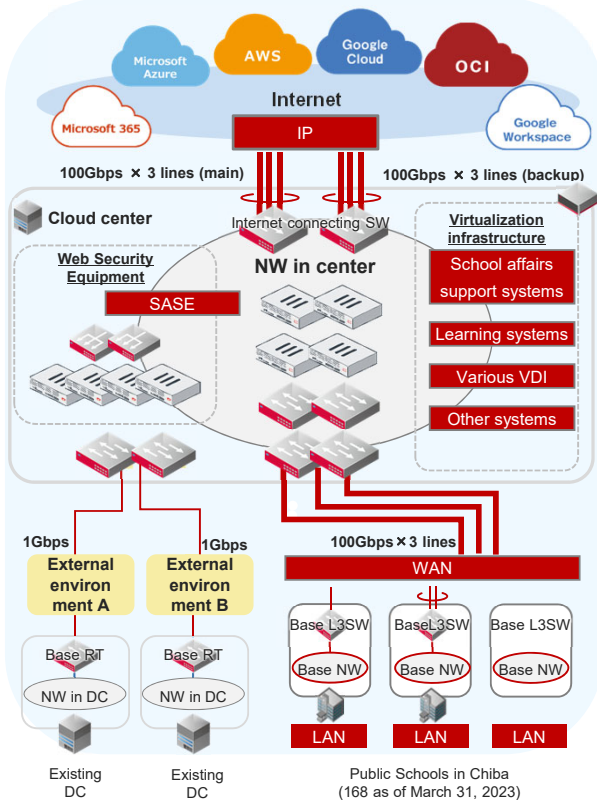 Microsoft
Azure
AWS
Google
Cloud
OCI
Microsoft 365
Internet
Google
Workspace
IP
100Gbps × 3 lines (main)
100Gbps × 3 lines (backup)
Cloud center
Internet connecting SW
Virtualization
infrastructure
Web Security
Equipment
NW in center
School affairs
support systems
SASE
Learning systems
Various VDI
Other systems
1Gbps
1Gbps
100Gbps × 3 lines
External
environ
ment A
External
environ
ment B
WAN
Base L3SW
BaseL3SW
Base L3SW
Base RT
Base RT
Base NW
Base NW
Base NW
NW in DC
NW in DC
LAN
LAN
LAN
Existing
DC
Existing
DC
Public Schools in Chiba
(168 as of March 31, 2023)